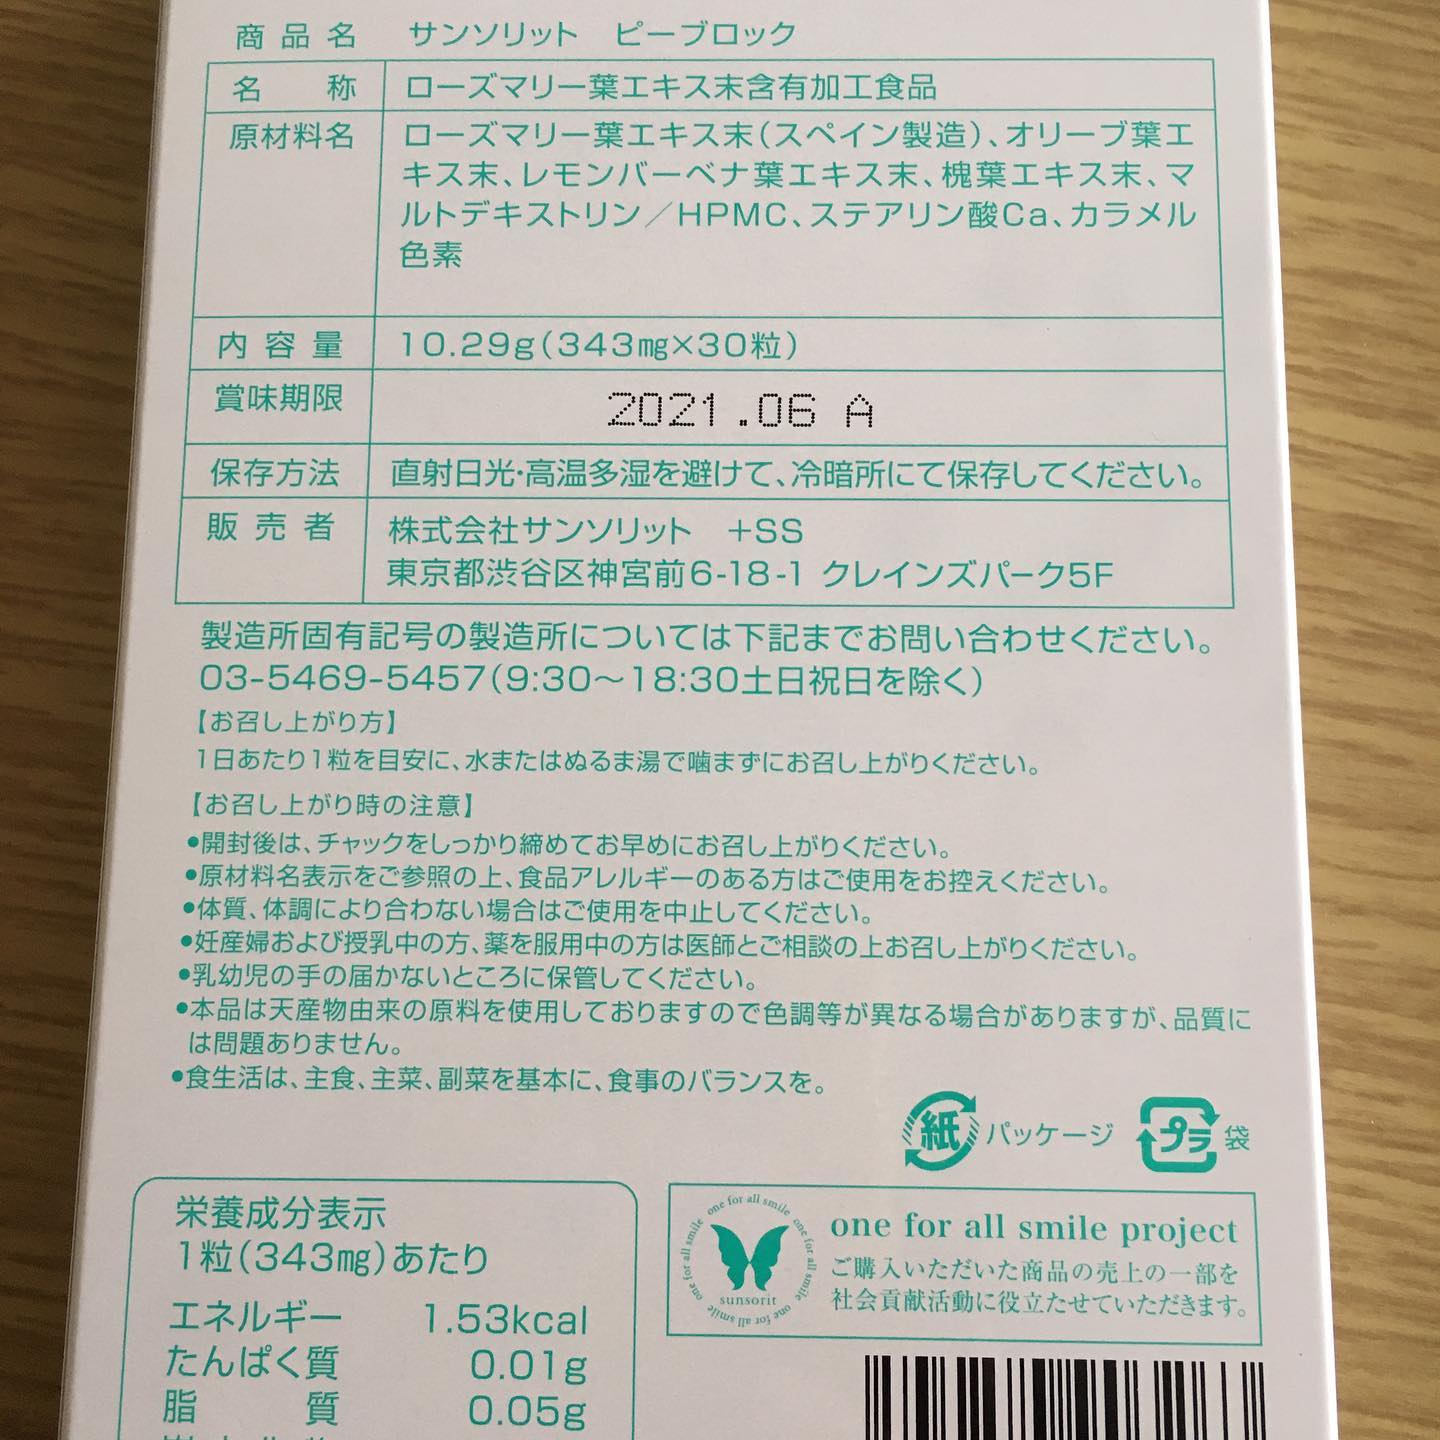 商品名 サンソリット ピーブロック
名称 ローズマリー葉エキス末含有加工食品
原材料名 ローズマリー葉エキス末(スペイン製造)、オリーブ葉エ
キス末、レモンバーベナ葉エキス末、槐葉エキス末、マ
ルトデキストリン/HPMC、ステアリン酸Ca、カラメル
色素
内容量 10.29g(343㎎×30粒)
賞味期限 2021.06 A
保存方法 直射日光・高温多湿を避けて、冷暗所にて保存してください。
販売者 株式会社サンソリット +SS
東京都渋谷区神宮前6-18-1 クレインズパーク5F
製造所固有記号の製造所については下記までお問い合わせください。
03-5469-5457(9:30〜18:30土日祝日を除く)
【お召し上がり方】
1日あたり1粒を目安に、水またはぬるま湯で噛まずにお召し上がりください。
【お召し上がり時の注意】
●開封後は、チャックをしっかり締めてお早めにお召し上がりください。
●原材料名表示をご参照の上、食品アレルギーのある方はご使用をお控えください。
●体質、体調により合わない場合はご使用を中止してください。
●妊産婦および授乳中の方、薬を服用中の方は医師とご相談の上お召し上がりください。
●乳幼児の手の届かないところに保管してください。
●本品は天産物由来の原料を使用しておりますので色調等が異なる場合がありますが、品質に
は問題ありません。
●食生活は、主食、主菜、副菜を基本に、食事のバランスを。
紙 パッケージ プラ 袋
栄養成分表示
1粒(343㎎)あたり
エネルギー 1.53kcal
たんぱく質 0.01g
脂質 0.05g
one for all smile one for all smile one for all smile one for all smile
sunsorit
one for all smile project
ご購入いただいた商品の売上の一部を
社会貢献活動に役立たせていただきます。